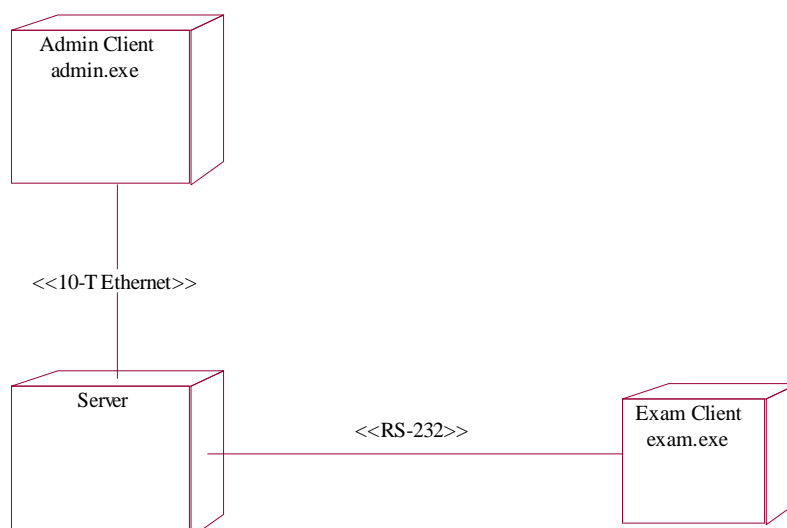 Admin Client
admin.exe
<<10-T Ethernet>>
Server
<<RS-232>>
Exam Client
exam.exe